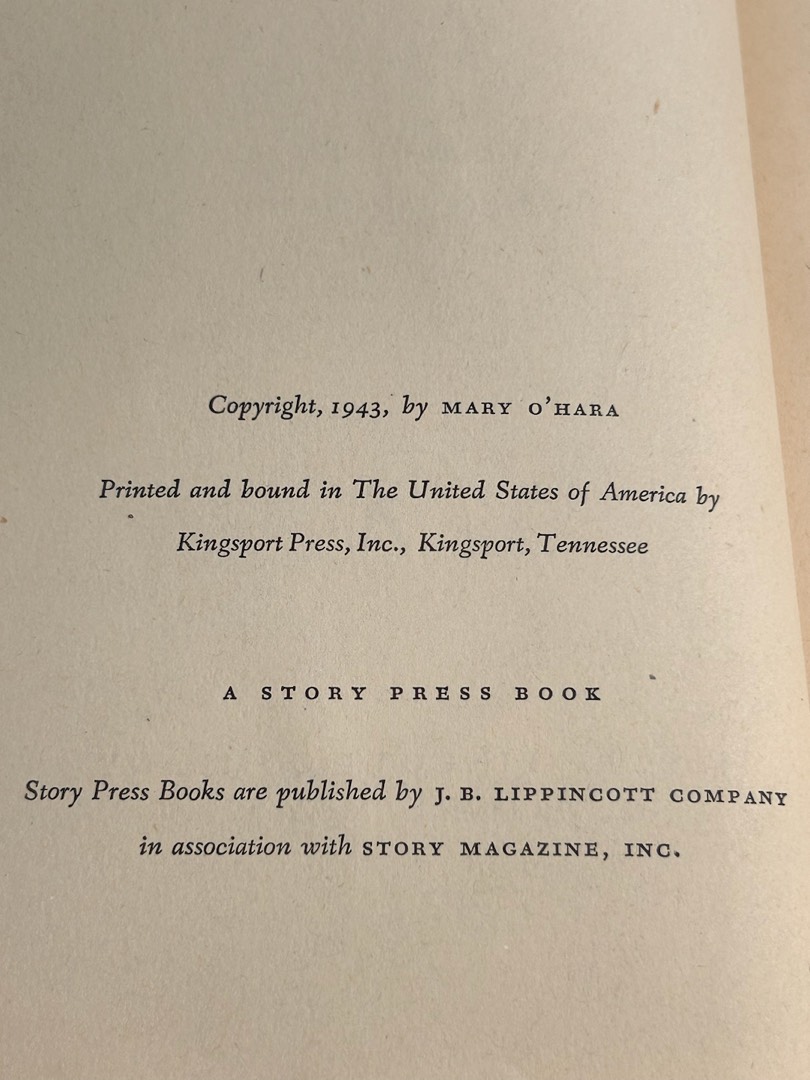 Copyright, 1943, by MARY O'HARA
Printed and bound in The United States of America by
Kingsport Press, Inc., Kingsport, Tennessee
A STORY PRESS BOOK
Story Press Books are published by J. B. LIPPINCOTT COMPANY
in association with STORY MAGAZINE, INC.